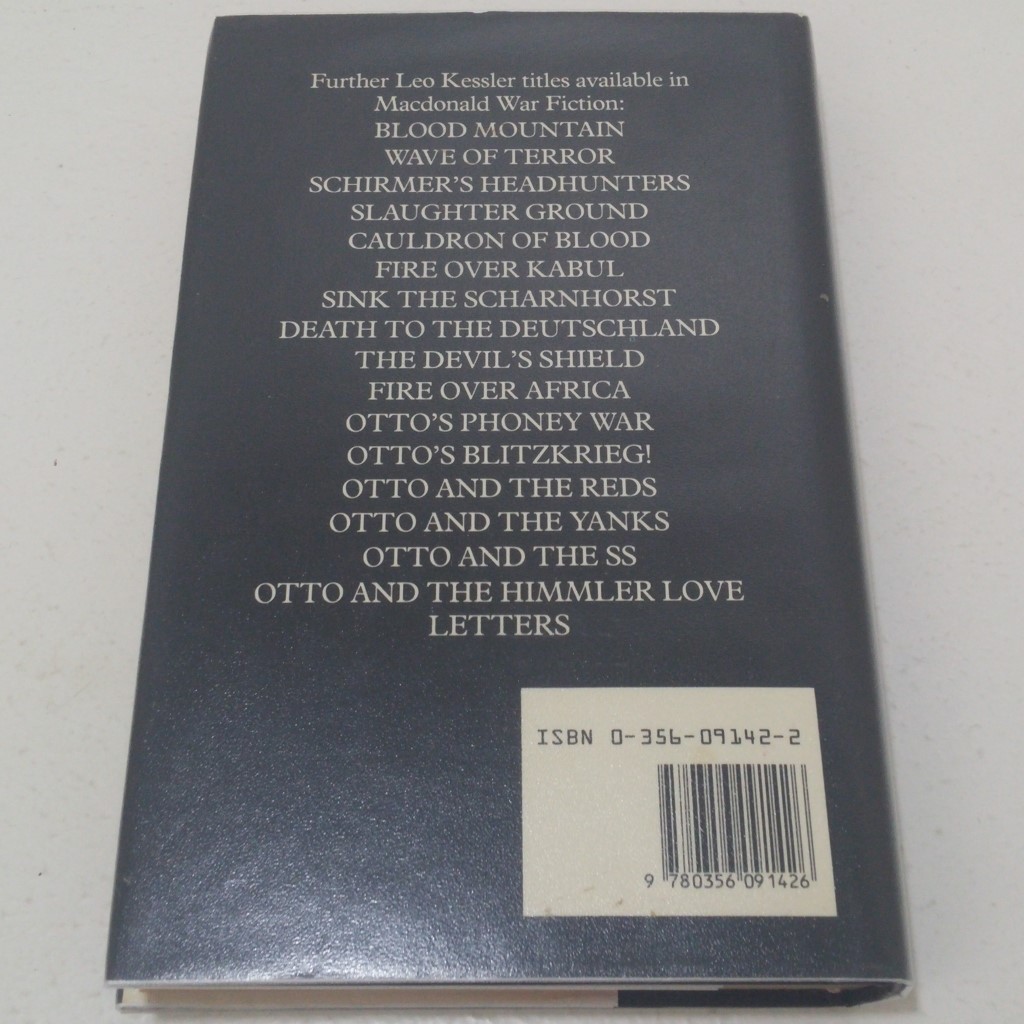 Further Leo Kessler titles available in
Macdonald War Fiction:
BLOOD MOUNTAIN
WAVE OF TERROR
SCHIRMER'S HEADHUNTERS
SLAUGHTER GROUND
CAULDRON OF BLOOD
FIRE OVER KABUL
SINK THE SCHARNHORST
DEATH TO THE DEUTSCHLAND
THE DEVIL'S SHIELD
FIRE OVER AFRICA
OTTO'S PHONEY WAR
OTTO'S BLITZKRIEG!
OTTO AND THE REDS
OTTO AND THE YANKS
OTTO AND THE SS
OTTO AND THE HIMMLER LOVE
LETTERS
ISBN 0-356-09142-2
9 780356 091426